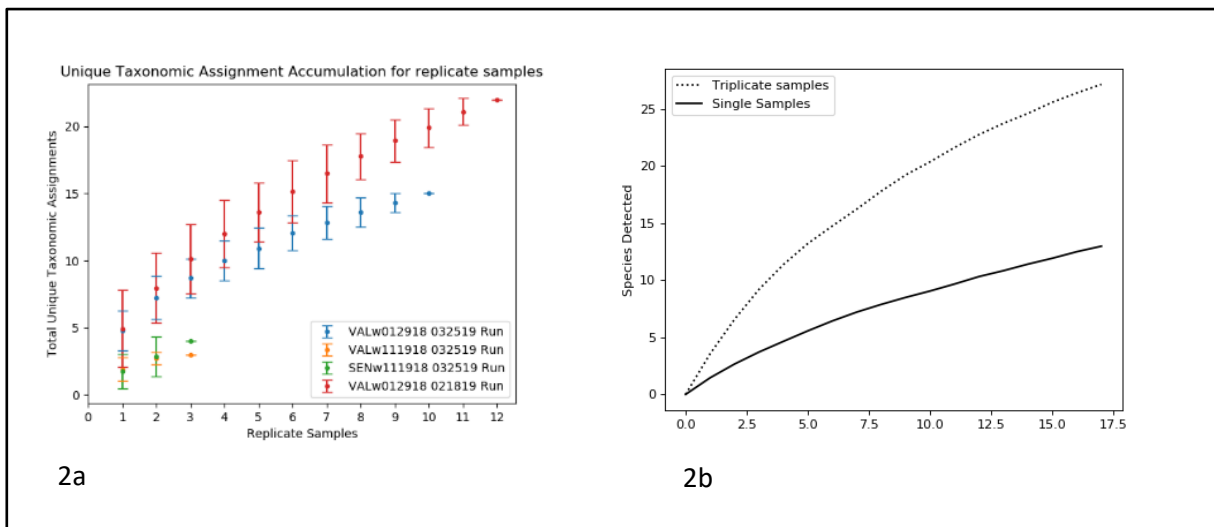 Unique Taxonomic Assignment Accumulation for replicate samples
Total Unique Taxonomic Assignments
20
15
10
5
0
VALw012918 032519 Run
VALw111918 032519 Run
SENw111918 032519 Run
VALw012918 021819 Run
0 1 2 3 4 5 6 7 8 9 10 11 12
Replicate Samples
2a
Triplicate samples
Single Samples
Species Detected
25
20
15
10
5
0
0.0 2.5 5.0 7.5 10.0 12.5 15.0 17.5
2b